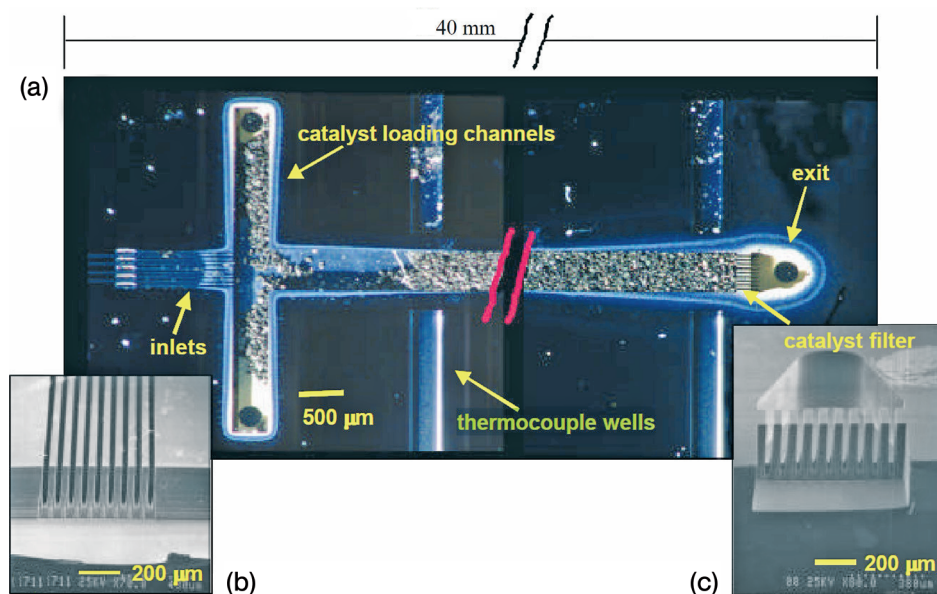 40 mm
(a)
catalyst loading channels
exit
inlets
catalyst filter
500 µm
thermocouple wells
200 µm
(b)
(c)
200 µm